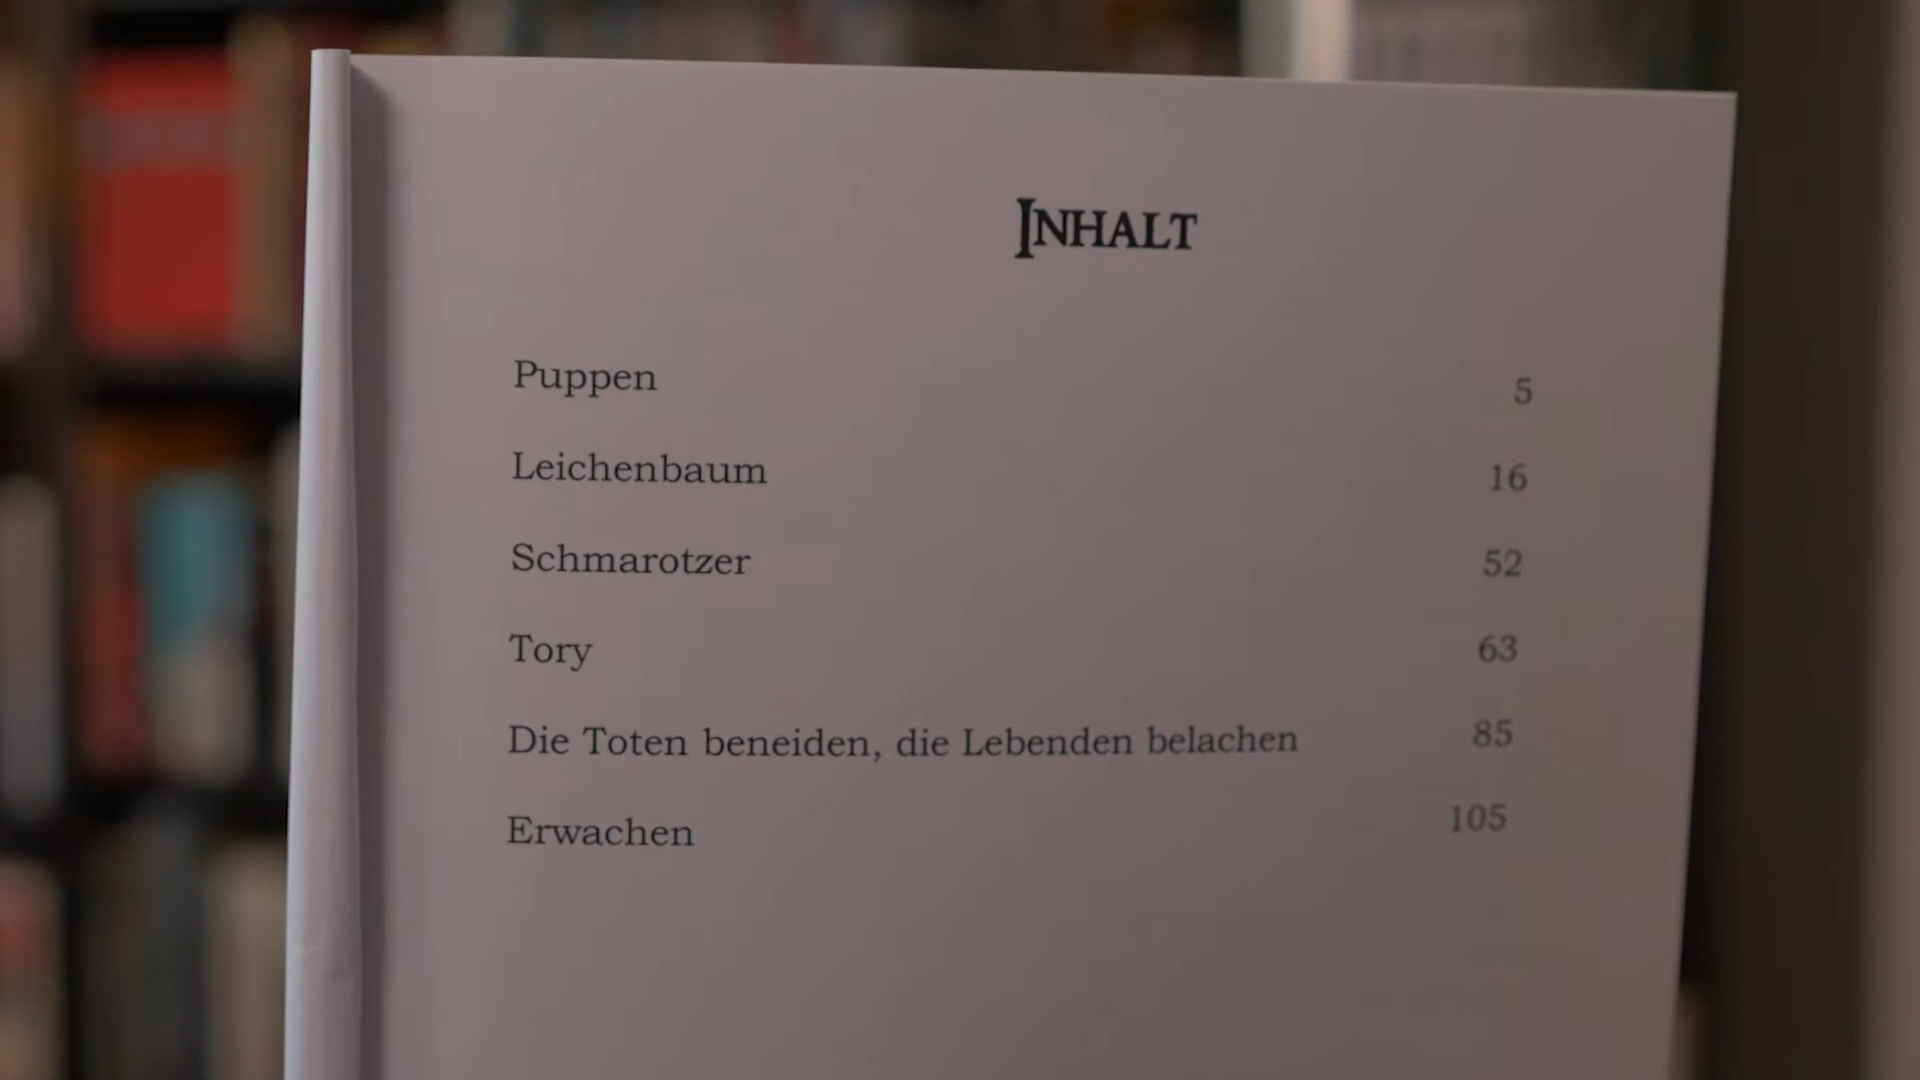 INHALT
Puppen 5
Leichenbaum 16
Schmarotzer 52
Tory 63
Die Toten beneiden, die Lebenden belachen 85
Erwachen 105